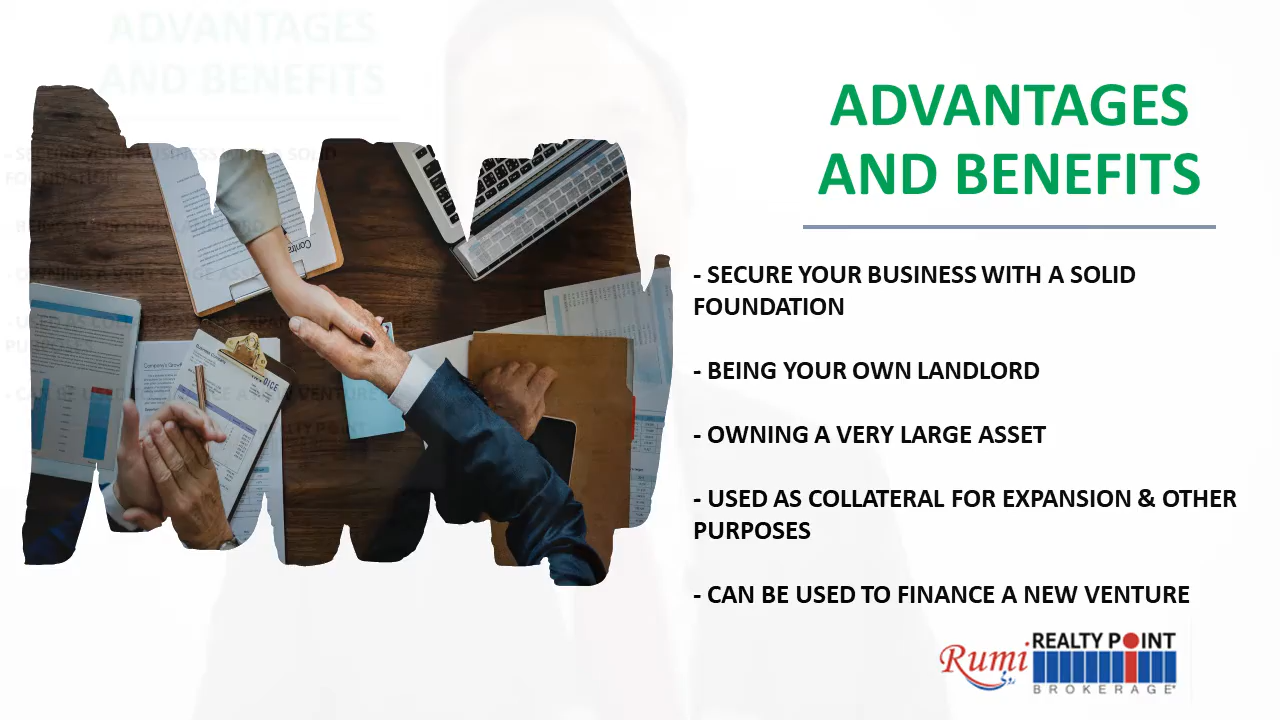 ADVANTAGES
AND BENEFITS
- SECURE YOUR BUSINESS WITH A SOLID
FOUNDATION
- BEING YOUR OWN LANDLORD
- OWNING A VERY LARGE ASSET
- USED AS COLLATERAL FOR EXPANSION & OTHER
PURPOSES
- CAN BE USED TO FINANCE A NEW VENTURE
Rumi
REALTY POINT
BROKERAGE